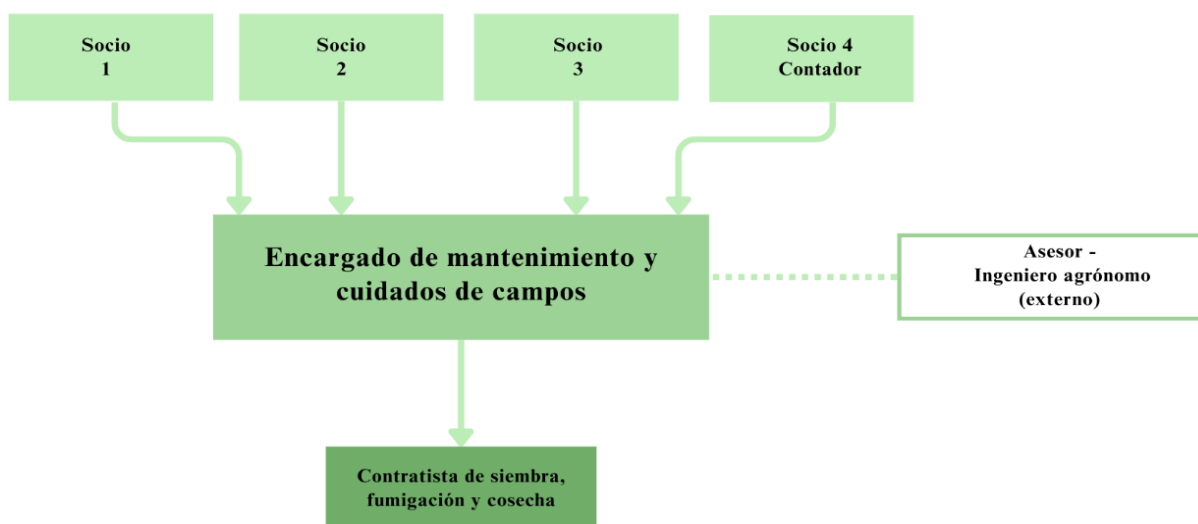 Socio
1
Socio
2
Socio
3
Socio 4
Contador
Encargado de mantenimiento y
cuidados de campos
Asesor -
Ingeniero agrónomo
(externo)
Contratista de siembra,
fumigación y cosecha